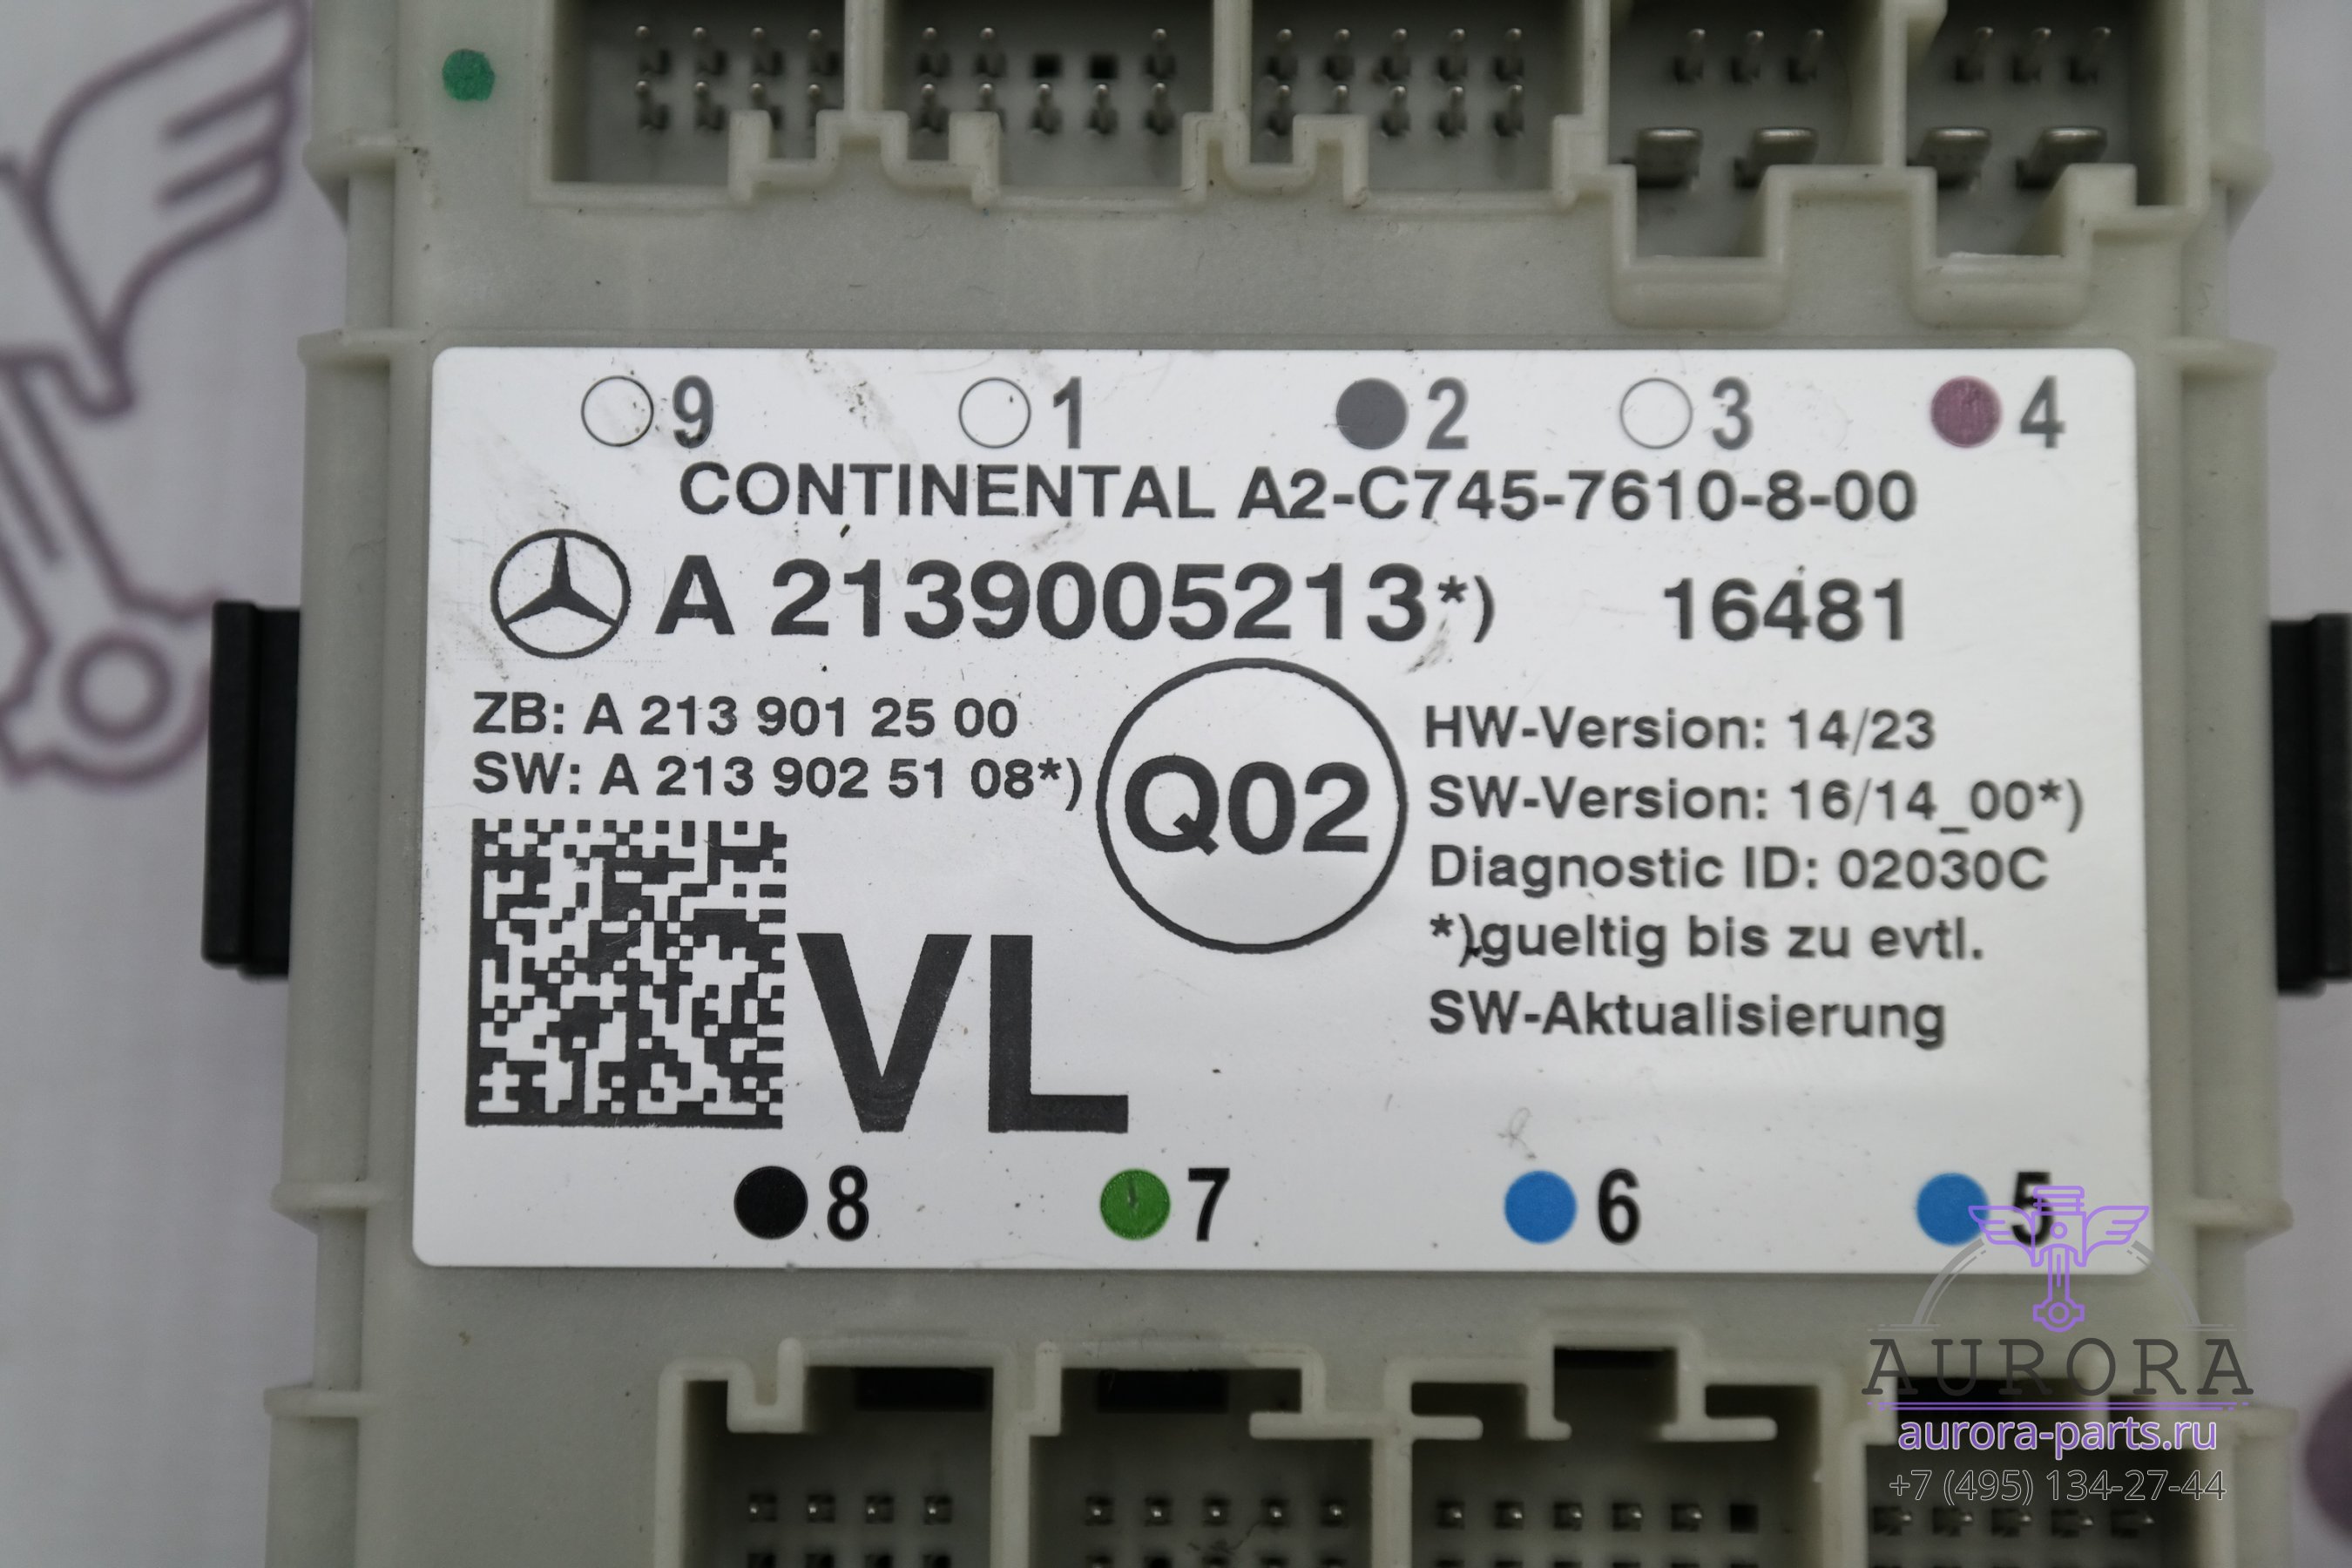 9 1 2 3 4
CONTINENTAL A2-C745-7610-8-00
A 2139005213*) 16481
ZB: A 213 901 25 00
SW: A 213 902 51 08*)
Q02
HW-Version: 14/23
SW-Version: 16/14_00*)
Diagnostic ID: 02030C
*)gueltig bis zu evtl.
SW-Aktualisierung
VL
8 7 6 5
AURORA
aurora-parts.ru
+7 (495) 134-27-44